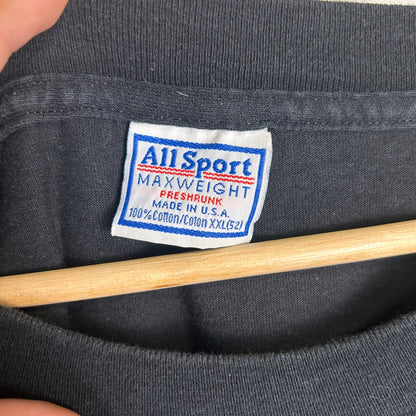 All Sport
MAXWEIGHT
PRESHRUNK
MADE IN U.S.A.
100% Cotton/Coton XXL(52)